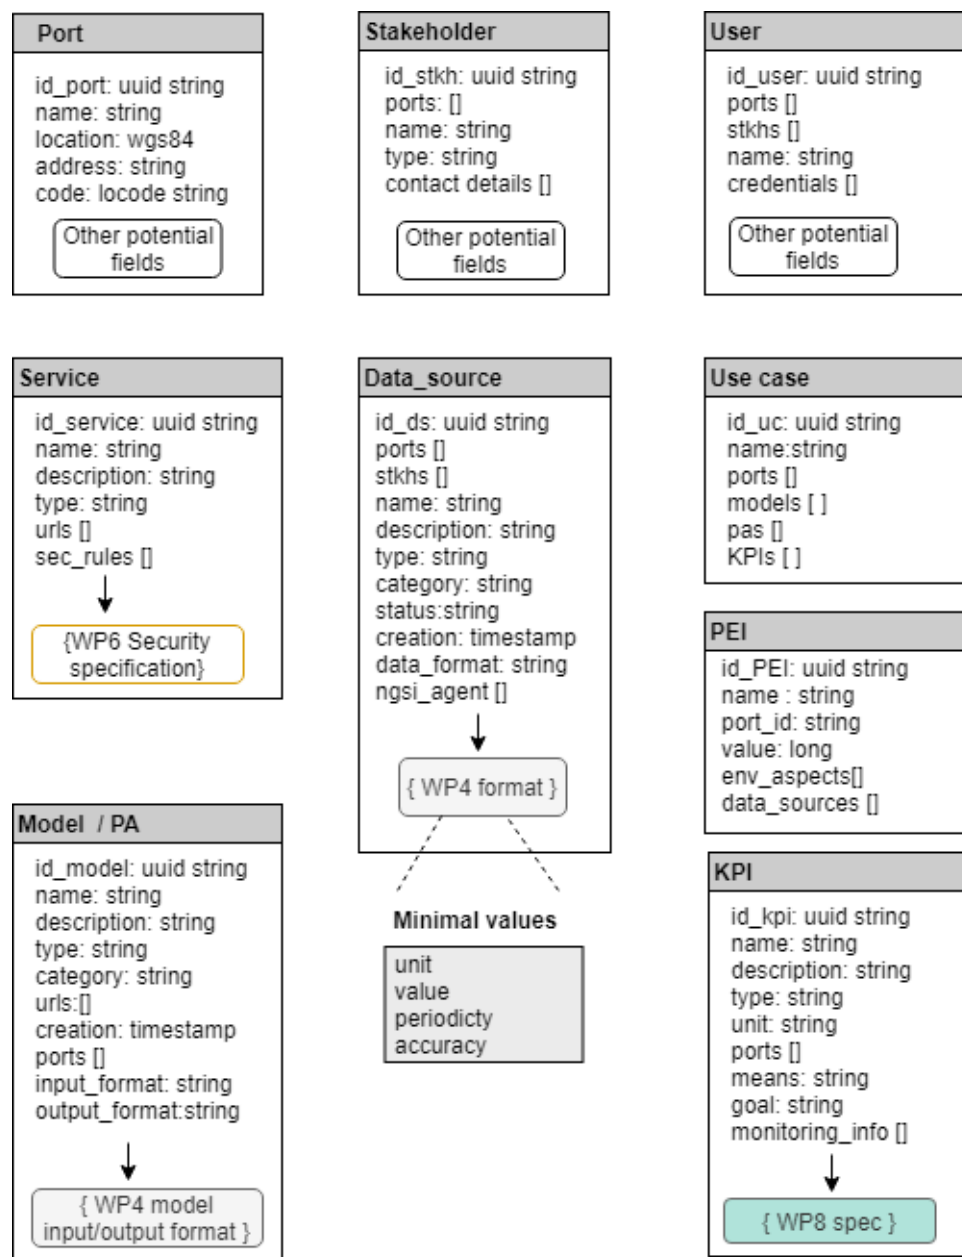 Port
id_port: uuid string
name: string
location: wgs84
address: string
code: locode string
Other potential
fields
Stakeholder
id_stkh: uuid string
ports: []
name: string
type: string
contact details []
Other potential
fields
User
id_user: uuid string
ports []
stkhs []
name: string
credentials []
Other potential
fields
Service
id_service: uuid string
name: string
description: string
type: string
urls []
sec_rules []
{WP6 Security
specification}
Data_source
id_ds: uuid string
ports []
stkhs []
name: string
description: string
type: string
category: string
status:string
creation: timestamp
data_format: string
ngsi_agent []
{ WP4 format }
Minimal values
unit
value
periodicty
accuracy
Use case
id_uc: uuid string
name:string
ports []
models [ ]
pas []
KPIs [ ]
PEI
id_PEI: uuid string
name : string
port_id: string
value: long
env_aspects[]
data_sources []
Model / PA
id_model: uuid string
name: string
description: string
type: string
category: string
urls:[]
creation: timestamp
ports []
input_format: string
output_format:string
{ WP4 model
input/output format }
KPI
id_kpi: uuid string
name: string
description: string
type: string
unit: string
ports []
means: string
goal: string
monitoring_info []
{ WP8 spec }